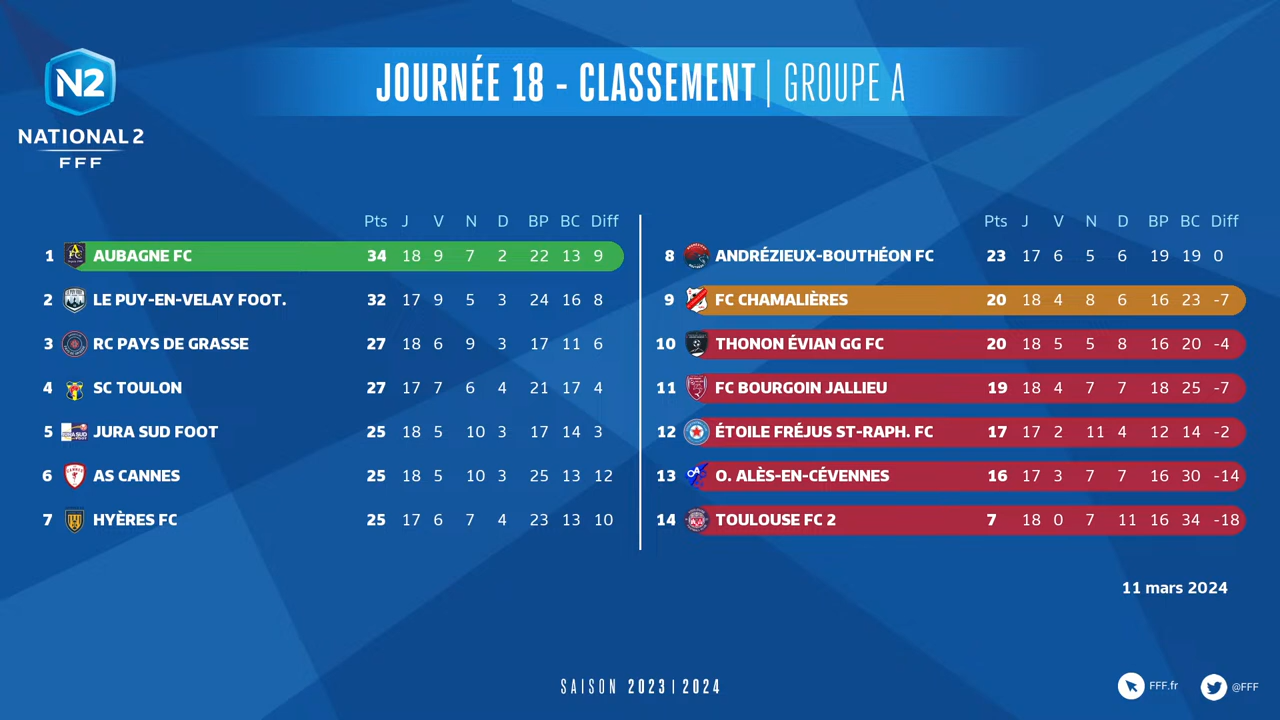 N2
NATIONAL 2
FFF
JOURNÉE 18 - CLASSEMENT | GROUPE A
Pts J V N D BP BC Diff
1 AUBAGNE FC 34 18 9 7 2 22 13 9
2 LE PUY-EN-VELAY FOOT. 32 17 9 5 3 24 16 8
3 RC PAYS DE GRASSE 27 18 6 9 3 17 11 6
4 SC TOULON 27 17 7 6 4 21 17 4
5 JURA SUD FOOT 25 18 5 10 3 17 14 3
6 AS CANNES 25 18 5 10 3 25 13 12
7 HYÈRES FC 25 17 6 7 4 23 13 10
Pts J V N D BP BC Diff
8 ANDRÉZIEUX-BOUTHÉON FC 23 17 6 5 6 19 19 0
9 FC CHAMALIÈRES 20 18 4 8 6 16 23 -7
10 THONON ÉVIAN GG FC 20 18 5 5 8 16 20 -4
11 FC BOURGOIN JALLIEU 19 18 4 7 7 18 25 -7
12 ÉTOILE FRÉJUS ST-RAPH. FC 17 17 2 11 4 12 14 -2
13 O. ALÈS-EN-CÉVENNES 16 17 3 7 7 16 30 -14
14 TOULOUSE FC 2 7 18 0 7 11 16 34 -18
11 mars 2024
SAISON 2023 | 2024
FFF.fr
@FFF